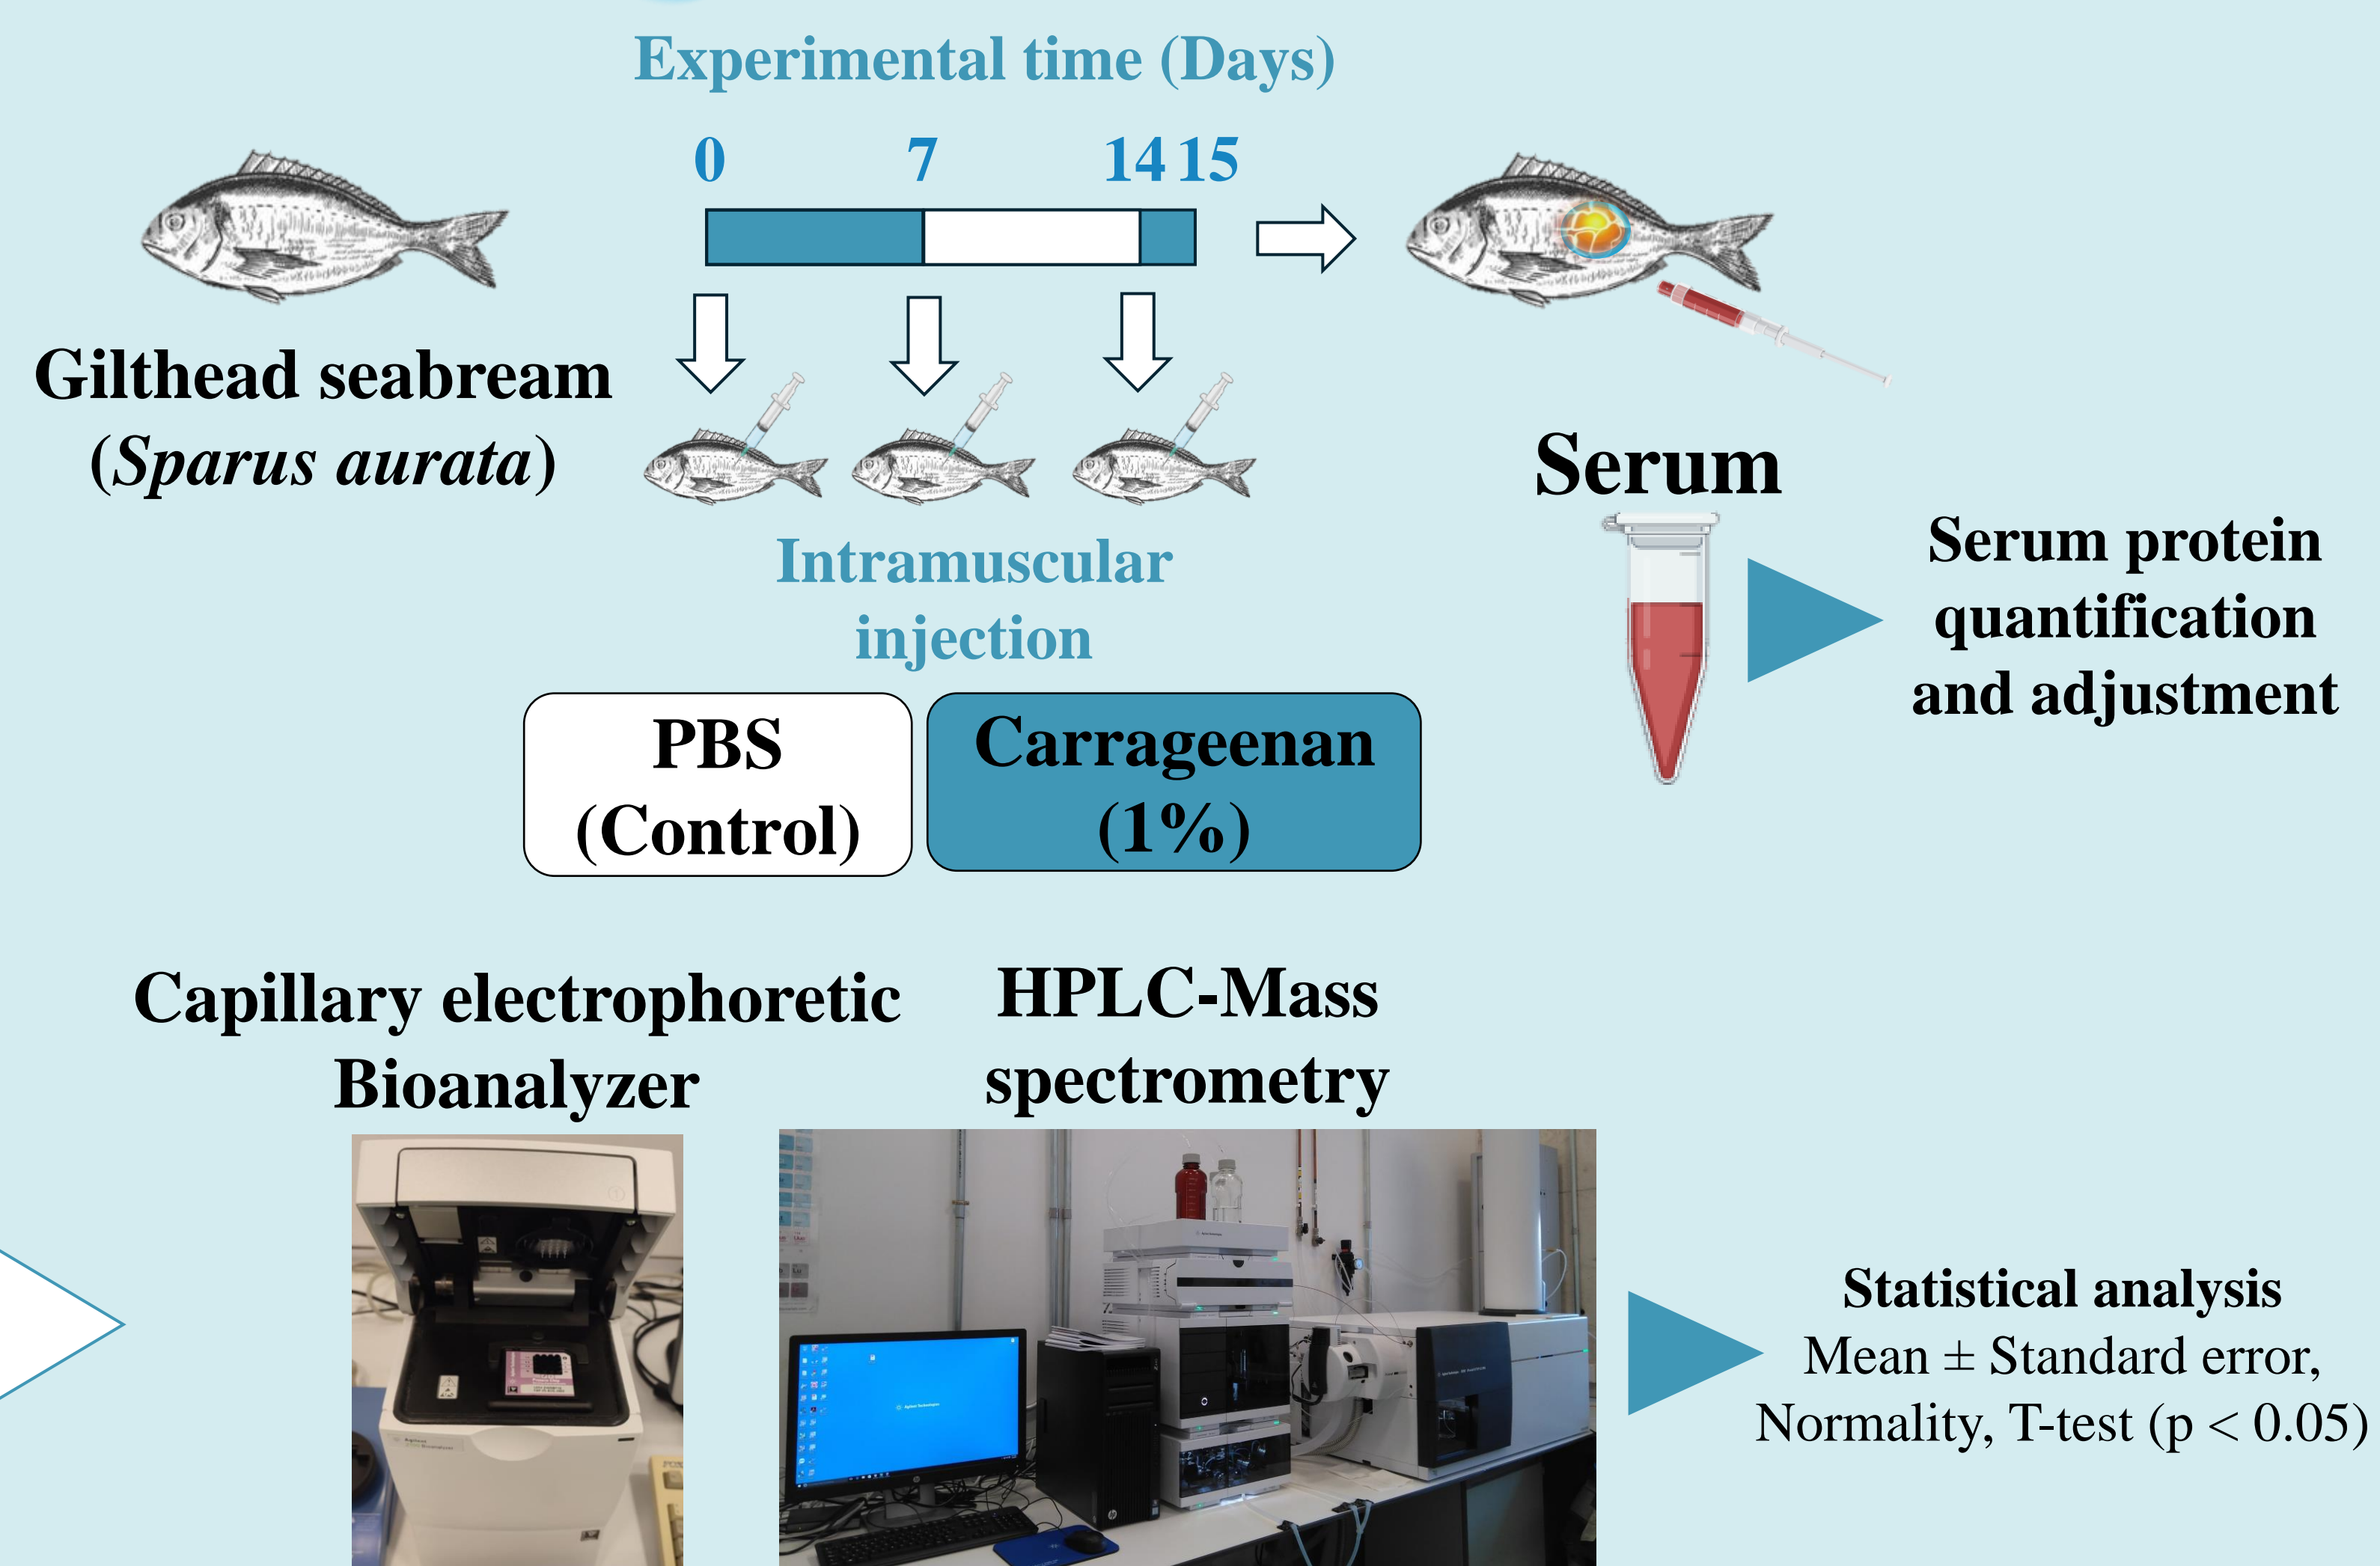 Experimental time (Days)
0 7 14 15
Gilthead seabream
(Sparus aurata)
Intramuscular
injection
PBS
(Control)
Carrageenan
(1%)
Serum
Serum protein
quantification
and adjustment
Capillary electrophoretic
Bioanalyzer
HPLC-Mass
spectrometry
Agilent Technologies
Statistical analysis
Mean ± Standard error,
Normality, T-test (p < 0.05)